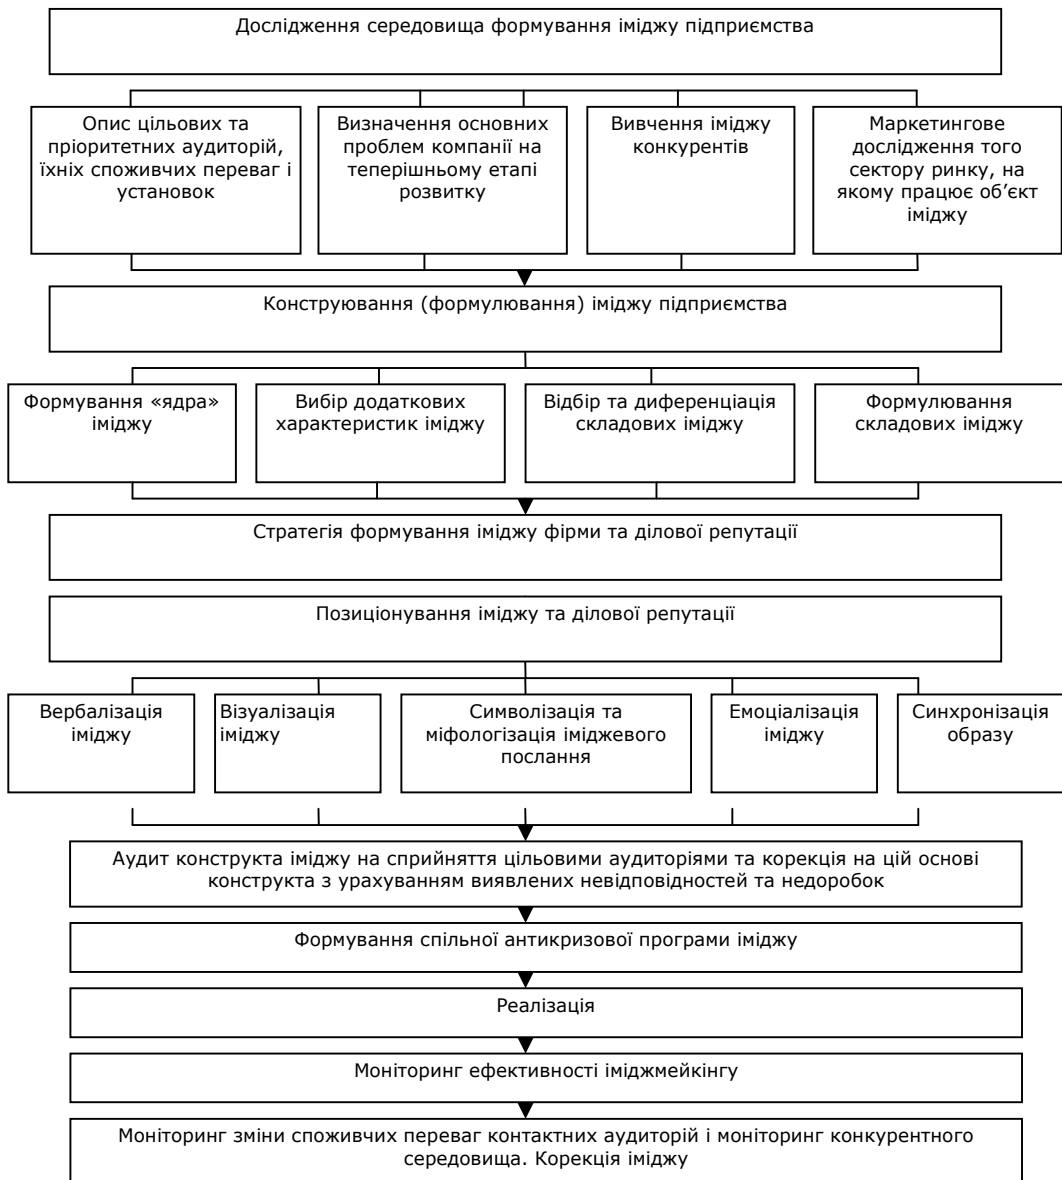 Дослідження середовища формування іміджу підприємства
Опис цільових та
пріоритетних аудиторій,
їхніх споживчих переваг і
установок
Визначення основних
проблем компанії на
теперішньому етапі
розвитку
Вивчення іміджу
конкурентів
Маркетингове
дослідження того
сектору ринку, на
якому працює об’єкт
іміджу
Конструювання (формулювання) іміджу підприємства
Формування «ядра»
іміджу
Вибір додаткових
характеристик іміджу
Відбір та диференціація
складових іміджу
Формулювання
складових іміджу
Стратегія формування іміджу фірми та ділової репутації
Позиціонування іміджу та ділової репутації
Вербалізація
іміджу
Візуалізація
іміджу
Символізація та
міфологізація іміджевого
послання
Емоціалізація
іміджу
Синхронізація
образу
Аудит конструкта іміджу на сприйняття цільовими аудиторіями та корекція на цій основі
конструкта з урахуванням виявлених невідповідностей та недоробок
Формування спільної антикризової програми іміджу
Реалізація
Моніторинг ефективності іміджмейкінгу
Моніторинг зміни споживчих переваг контактних аудиторій і моніторинг конкурентного
середовища. Корекція іміджу